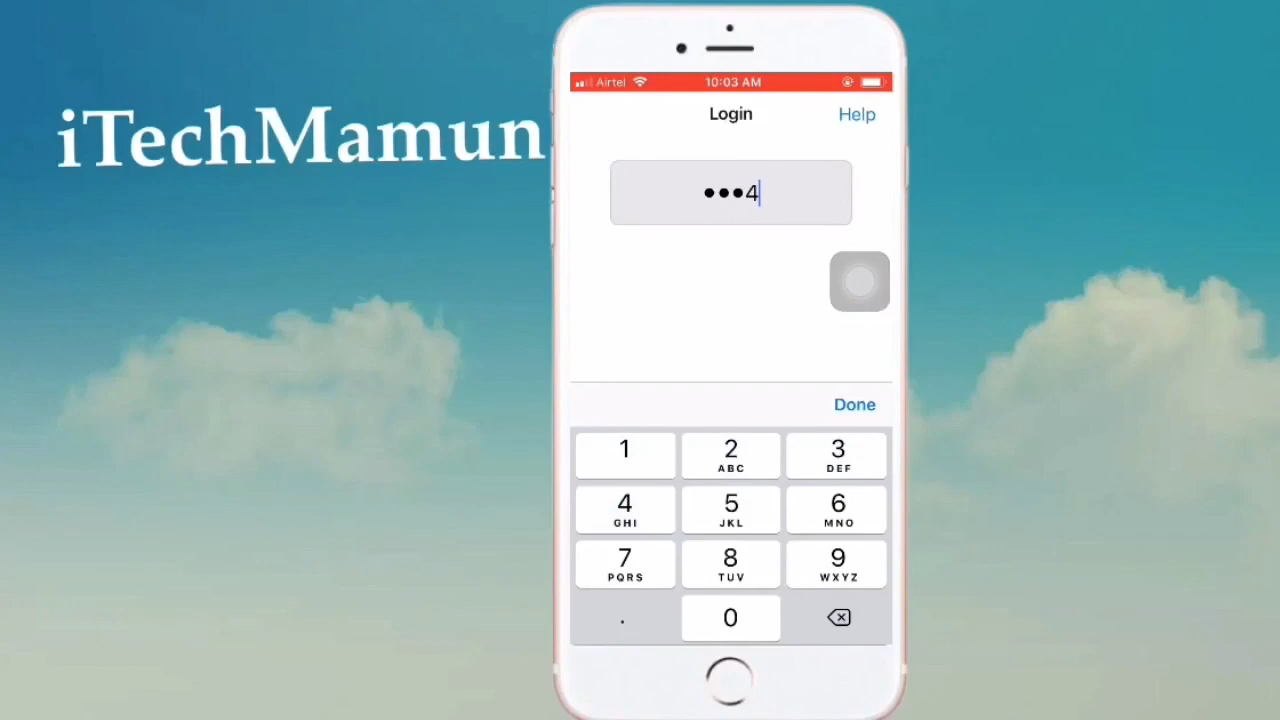 iTechMamun
Airtel 10:03 AM
Login Help
•••4
Done
1 2 ABC 3 DEF
4 GHI 5 JKL 6 MNO
7 PQRS 8 TUV 9 WXYZ
. 0